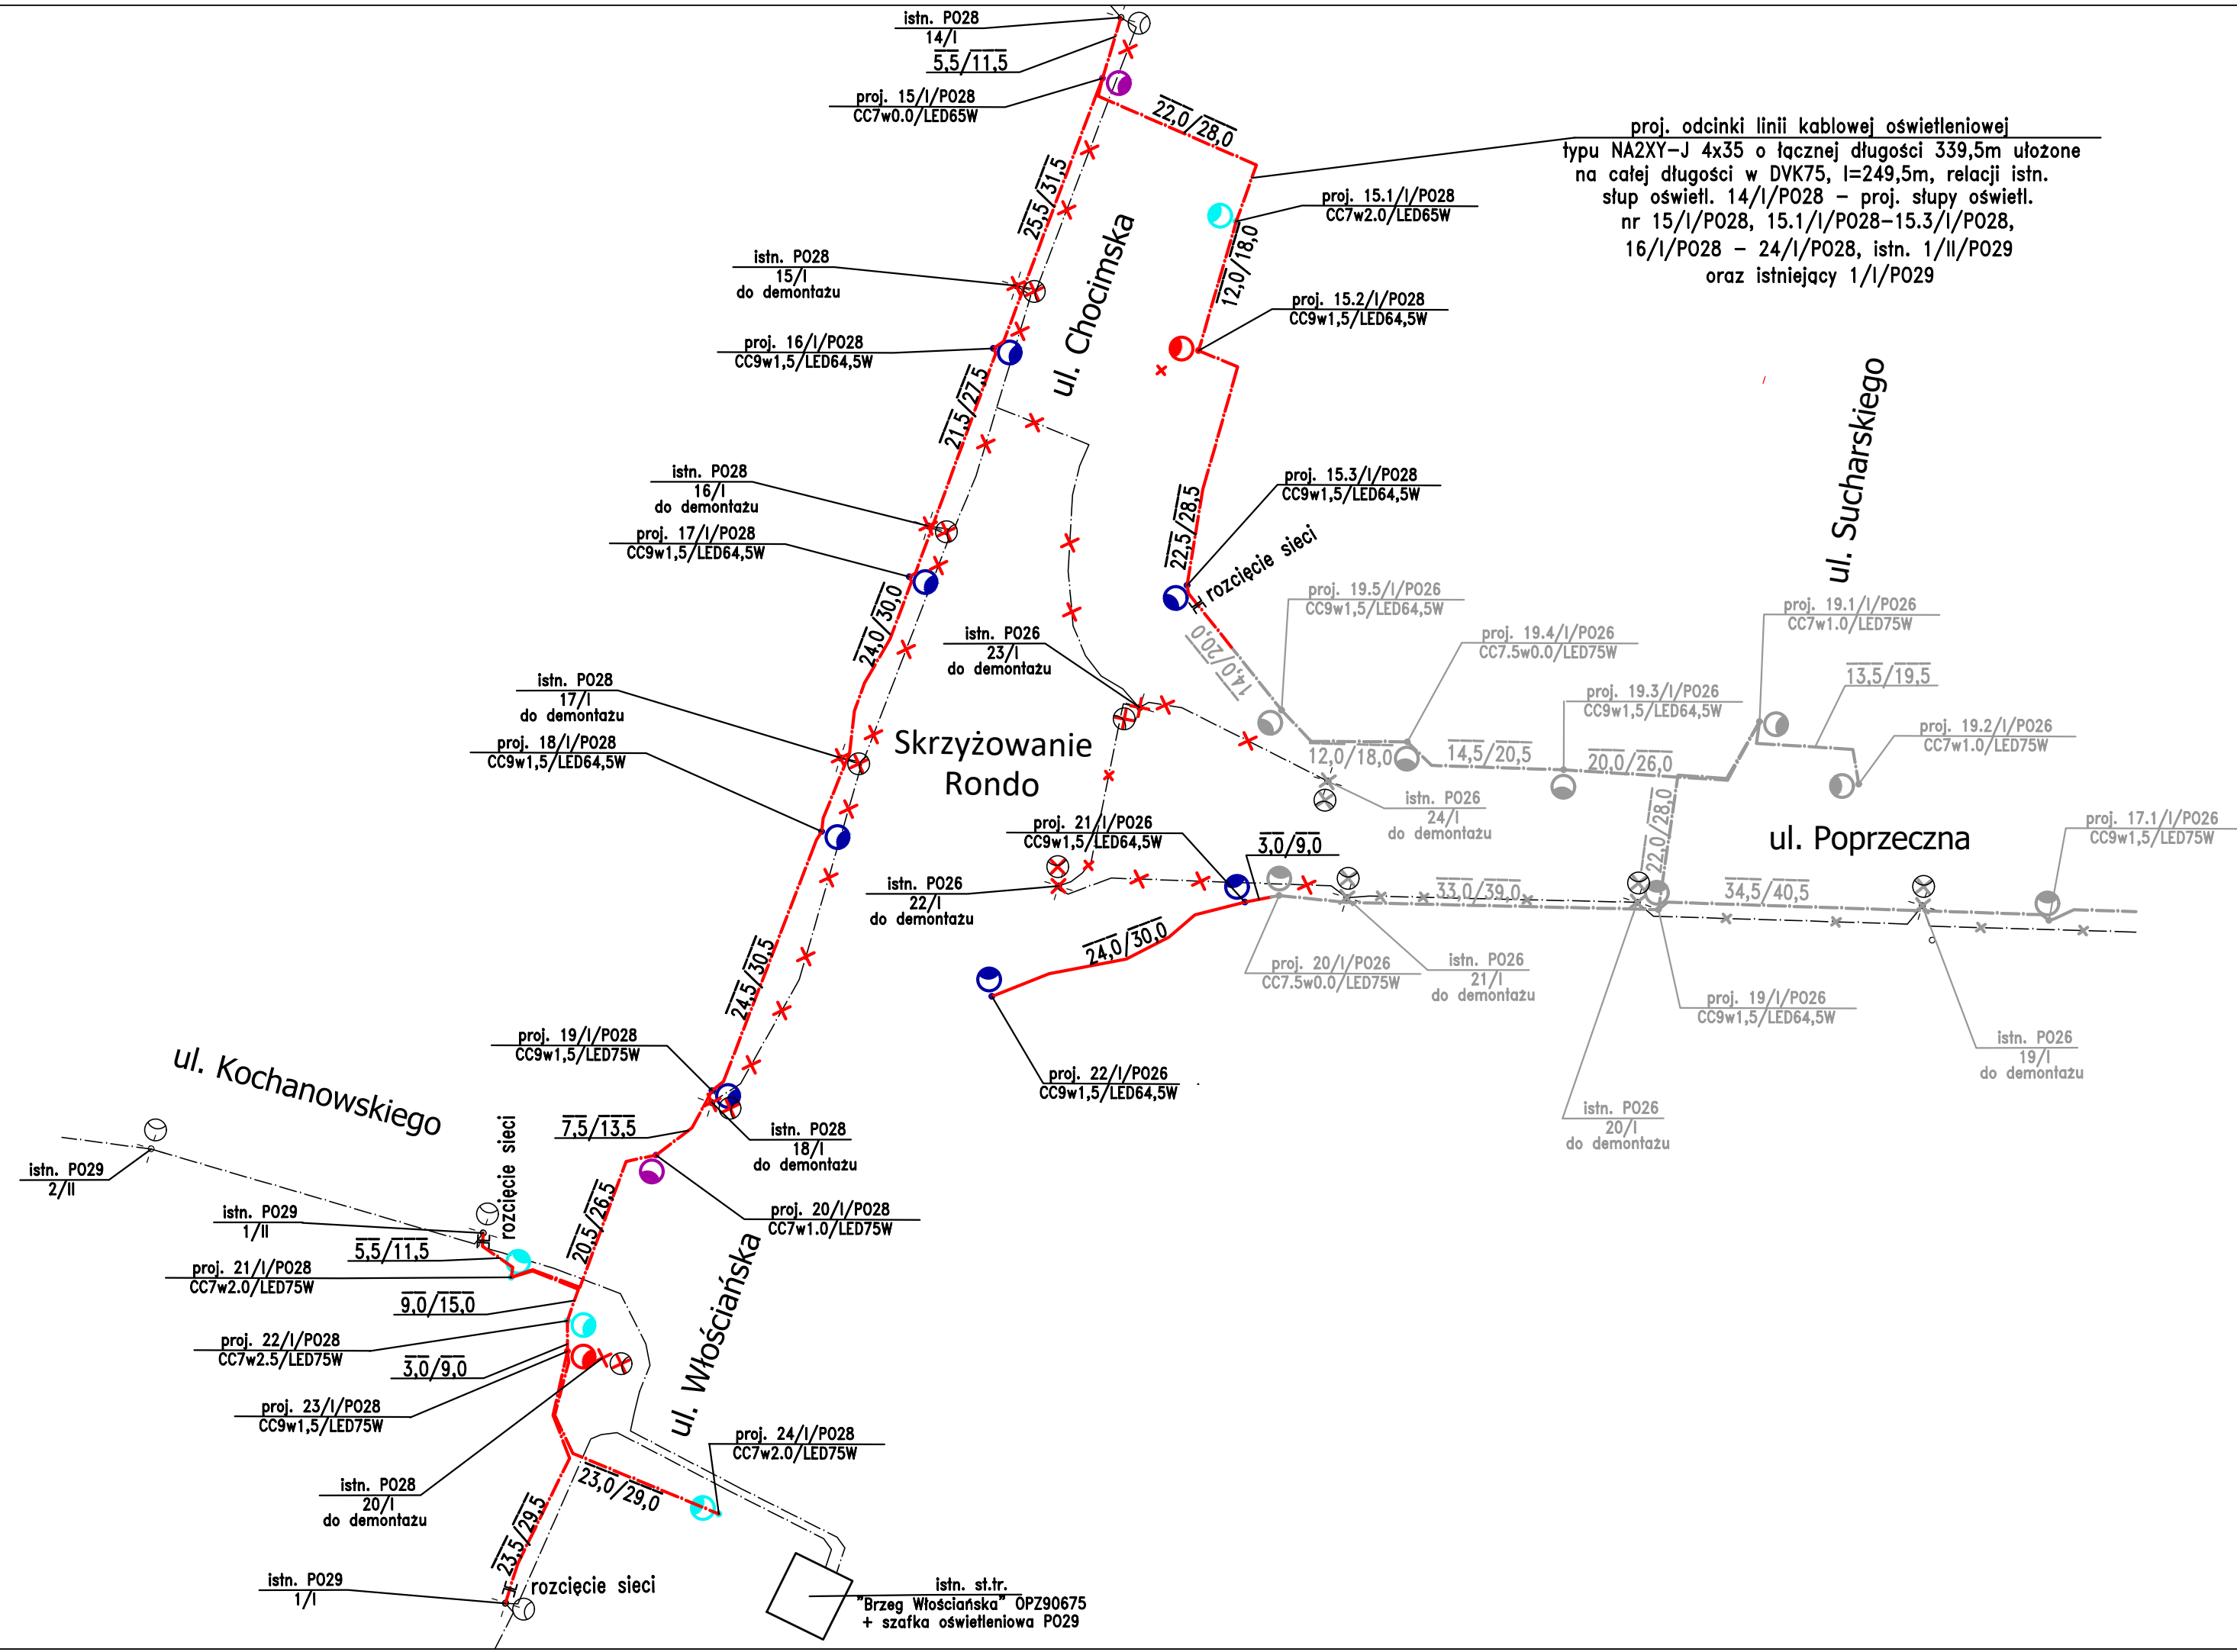 istn. PO28
14/I
5,5/11,5
proj. 15/I/PO28
CC7w0.0/LED65W
22,0/28,0
proj. odcinki linii kablowej oświetleniowej
typu NA2XY-J 4x35 o łącznej długości 339,5m ułożone
na całej długości w DVK75, l=249,5m, relacji istn.
słup oświetl. 14/I/PO28 - proj. słupy oświetl.
nr 15/I/PO28, 15.1/I/PO28-15.3/I/PO28,
16/I/PO28 - 24/I/PO28, istn. 1/II/PO29
oraz istniejący 1/I/PO29
25,5/31,5
proj. 15.1/I/PO28
CC7w2.0/LED65W
12,0/18,0
ul. Chocimska
istn. PO28
15/I
do demontażu
proj. 15.2/I/PO28
CC9w1,5/LED64,5W
proj. 16/I/PO28
CC9w1,5/LED64,5W
21,5/27,5
ul. Sucharskiego
istn. PO28
16/I
do demontażu
proj. 15.3/I/PO28
CC9w1,5/LED64,5W
22,5/28,5
rozcięcie sieci
proj. 17/I/PO28
CC9w1,5/LED64,5W
24,0/30,0
proj. 19.5/I/PO26
CC9w1,5/LED64,5W
14,0/20,0
proj. 19.4/I/PO26
CC7.5w0.0/LED75W
proj. 19.1/I/PO26
CC7w1.0/LED75W
13,5/19,5
istn. PO26
23/I
do demontażu
istn. PO28
17/I
do demontażu
proj. 19.3/I/PO26
CC9w1,5/LED64,5W
proj. 19.2/I/PO26
CC7w1.0/LED75W
proj. 18/I/PO28
CC9w1,5/LED64,5W
Skrzyżowanie
Rondo
12,0/18,0
14,5/20,5
20,0/26,0
22,0/28,0
istn. PO26
24/I
do demontażu
proj. 21/I/PO26
CC9w1,5/LED64,5W
3,0/9,0
ul. Poprzeczna
proj. 17.1/I/PO26
CC9w1,5/LED75W
istn. PO26
22/I
do demontażu
33,0/39,0
34,5/40,5
24,0/30,0
24,5/30,5
proj. 20/I/PO26
CC7.5w0.0/LED75W
istn. PO26
21/I
do demontażu
proj. 19/I/PO26
CC9w1,5/LED64,5W
istn. PO26
19/I
do demontażu
proj. 19/I/PO28
CC9w1,5/LED75W
proj. 22/I/PO26
CC9w1,5/LED64,5W
istn. PO26
20/I
do demontażu
ul. Kochanowskiego
7,5/13,5
istn. PO28
18/I
do demontażu
istn. PO29
2/II
rozcięcie sieci
istn. PO29
1/II
20,5/26,5
proj. 20/I/PO28
CC7w1.0/LED75W
5,5/11,5
proj. 21/I/PO28
CC7w2.0/LED75W
9,0/15,0
ul. Włościańska
proj. 22/I/PO28
CC7w2.5/LED75W
3,0/9,0
proj. 23/I/PO28
CC9w1,5/LED75W
proj. 24/I/PO28
CC7w2.0/LED75W
istn. PO28
20/I
do demontażu
23,0/29,0
23,5/29,5
istn. PO29
1/I
rozcięcie sieci
istn. st.tr.
"Brzeg Włościańska" OPZ90675
+ szafka oświetleniowa PO29